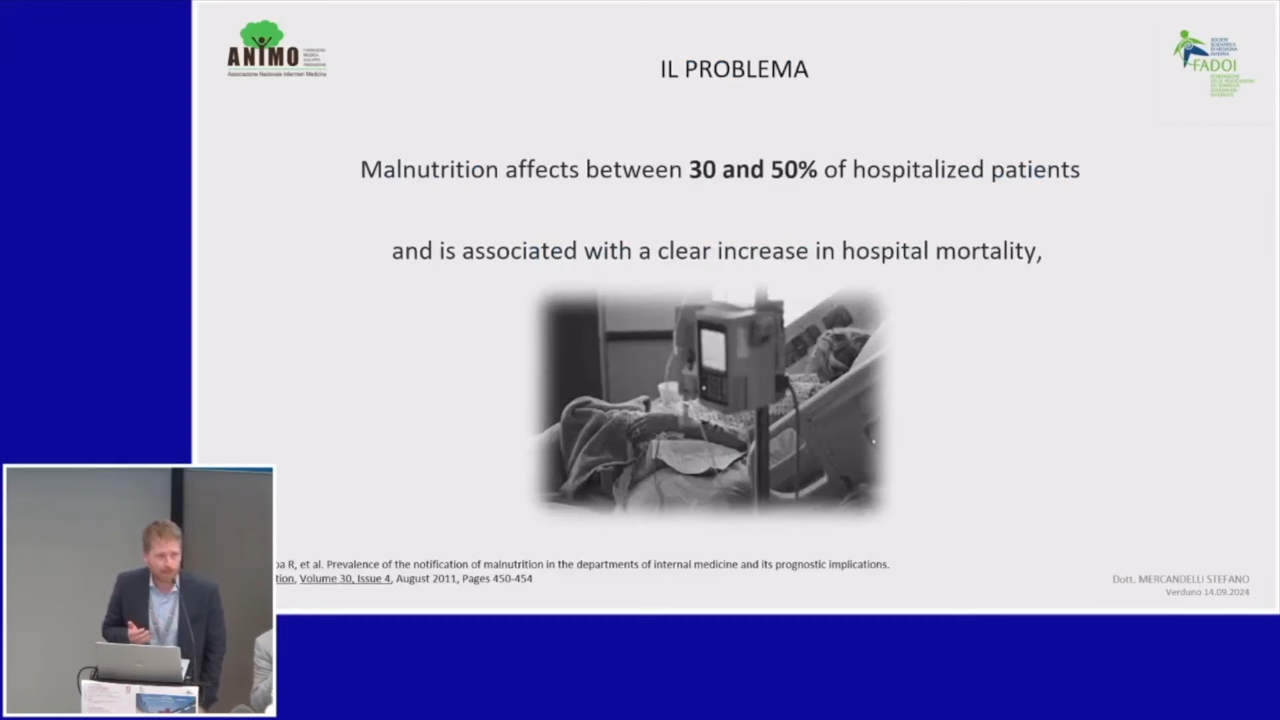 ANIMO
Associazione Nazionale Infermieri Medicina
IL PROBLEMA
FADOI
Malnutrition affects between 30 and 50% of hospitalized patients
and is associated with a clear increase in hospital mortality,
R, et al. Prevalence of the notification of malnutrition in the departments of internal medicine and its prognostic implications.
Volume 30, Issue 4, August 2011, Pages 450-454
Dott. MERCANDELLI STEFANO
Verduno 14.09.2024